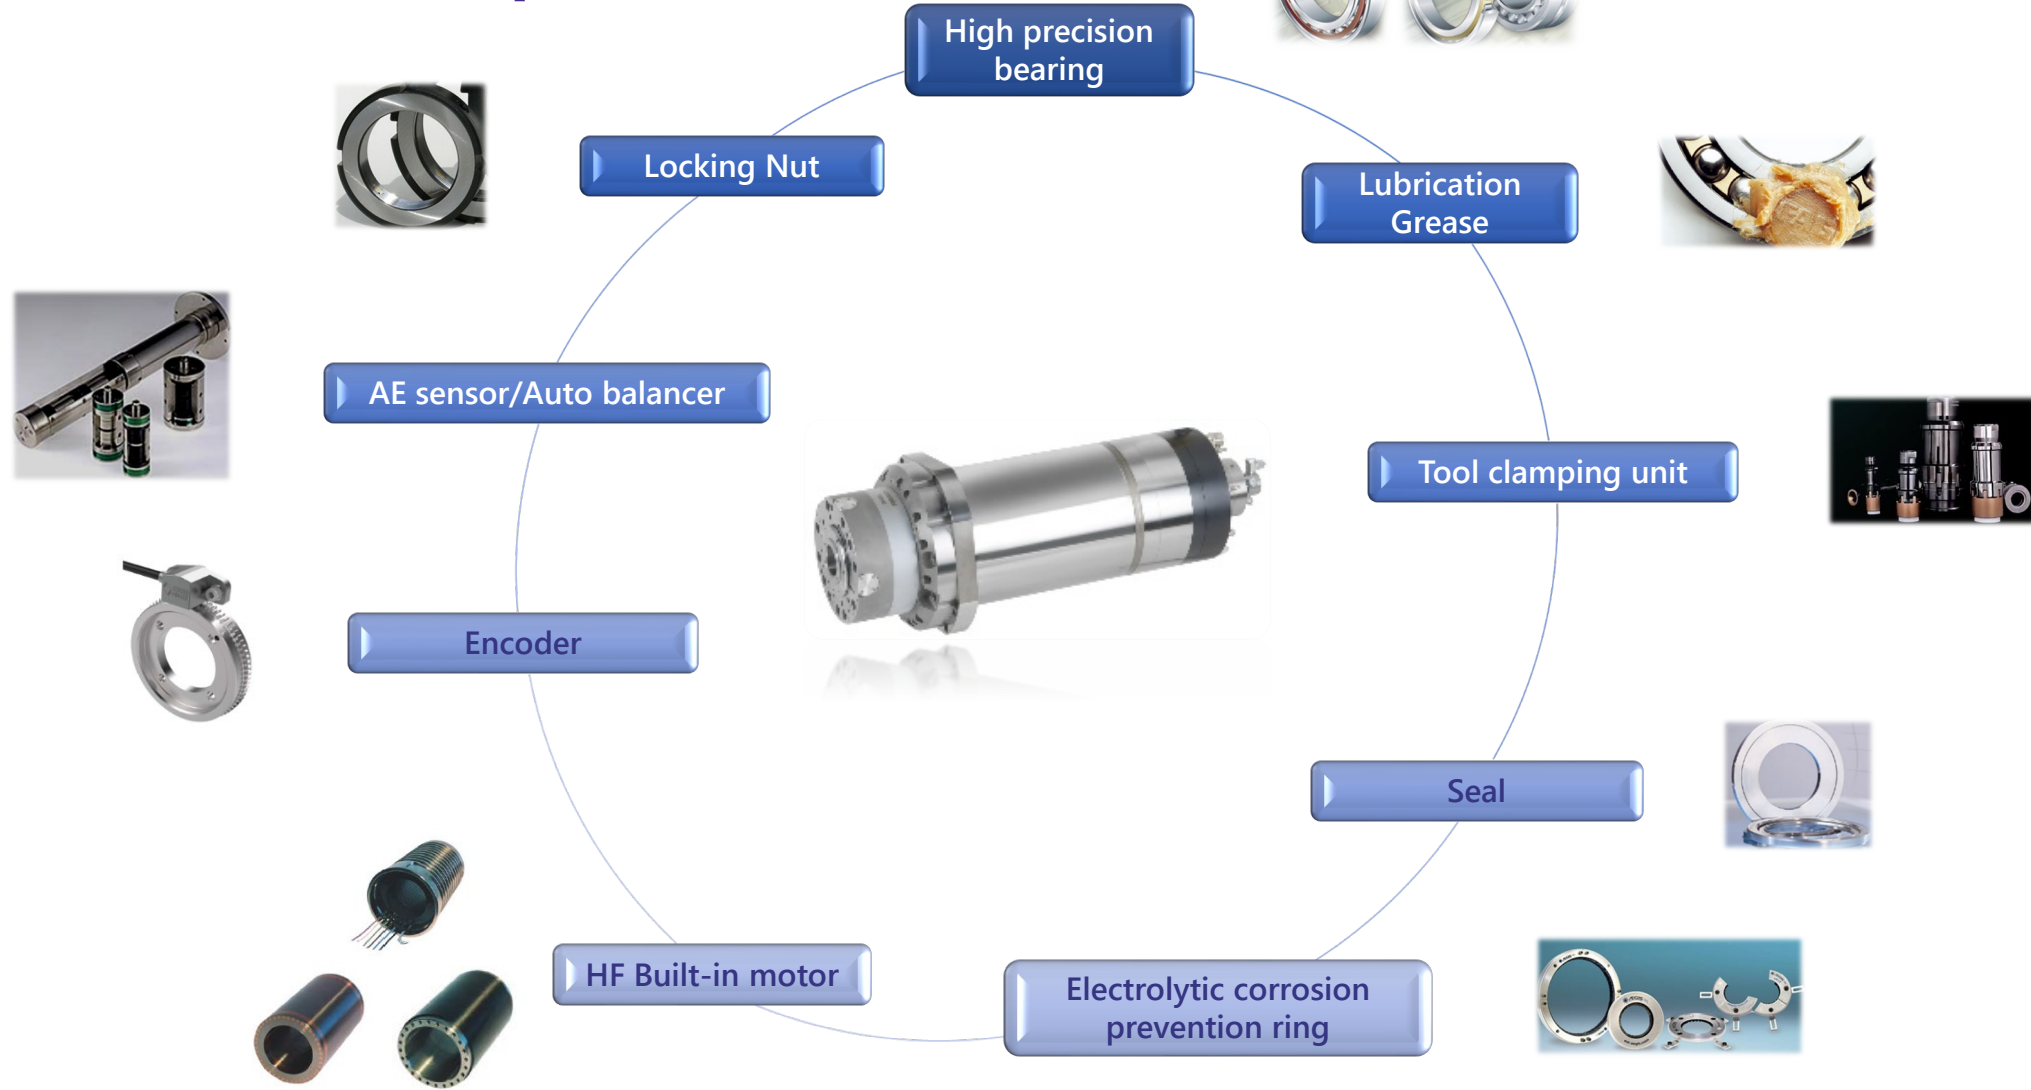 High precision
bearing
Locking Nut
Lubrication
Grease
AE sensor/Auto balancer
Tool clamping unit
Encoder
Seal
HF Built-in motor
Electrolytic corrosion
prevention ring